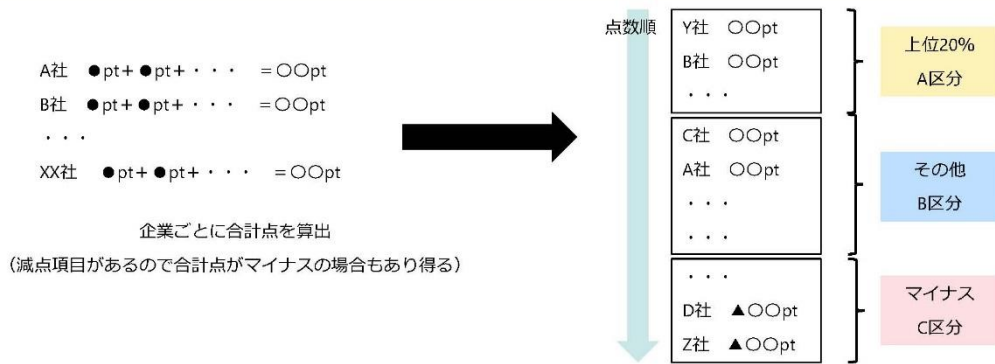 A社 ●pt+ ●pt+・・・ =〇〇pt
B社 ●pt+ ●pt+・・・ =〇〇pt
・・・
XX社 ●pt+ ●pt+・・・ =〇〇pt
企業ごとに合計点を算出
（減点項目があるので合計点がマイナスの場合もあり得る）
点数順
Y社 〇〇pt
B社 〇〇pt
・・・
上位20%
A区分
C社 〇〇pt
A社 〇〇pt
・・・
・・・
その他
B区分
・・・
D社 ▲〇〇pt
Z社 ▲〇〇pt
マイナス
C区分